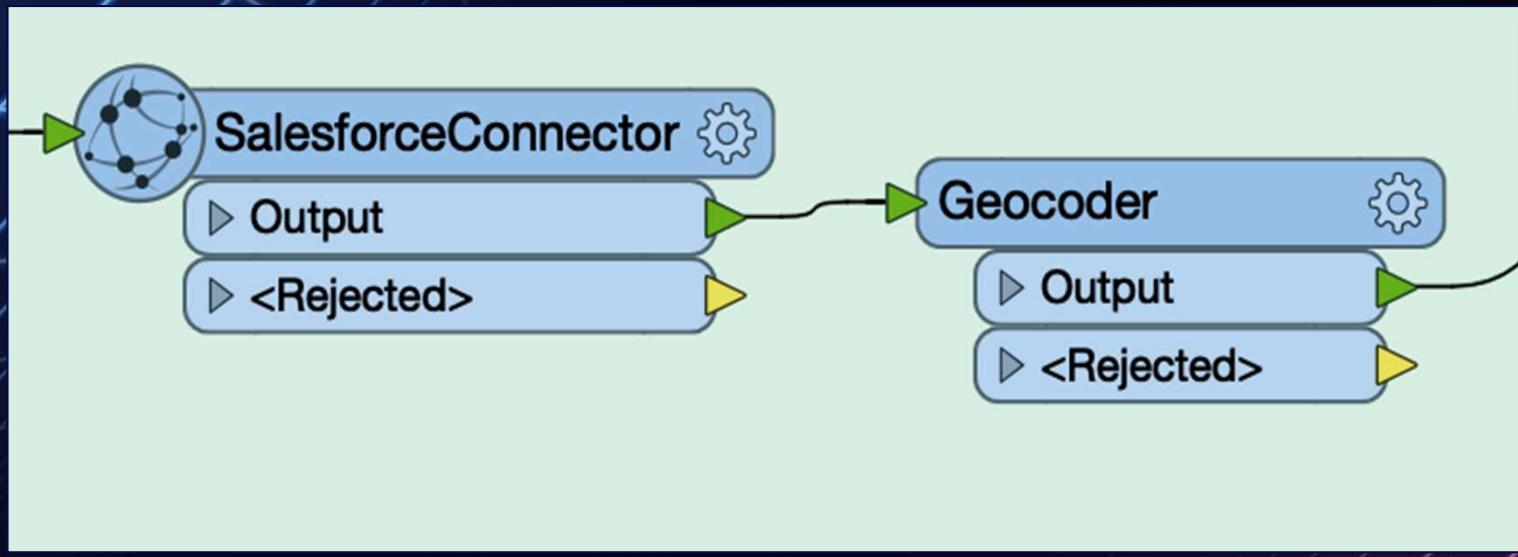 SalesforceConnector
Output
<Rejected>
Geocoder
Output
<Rejected>